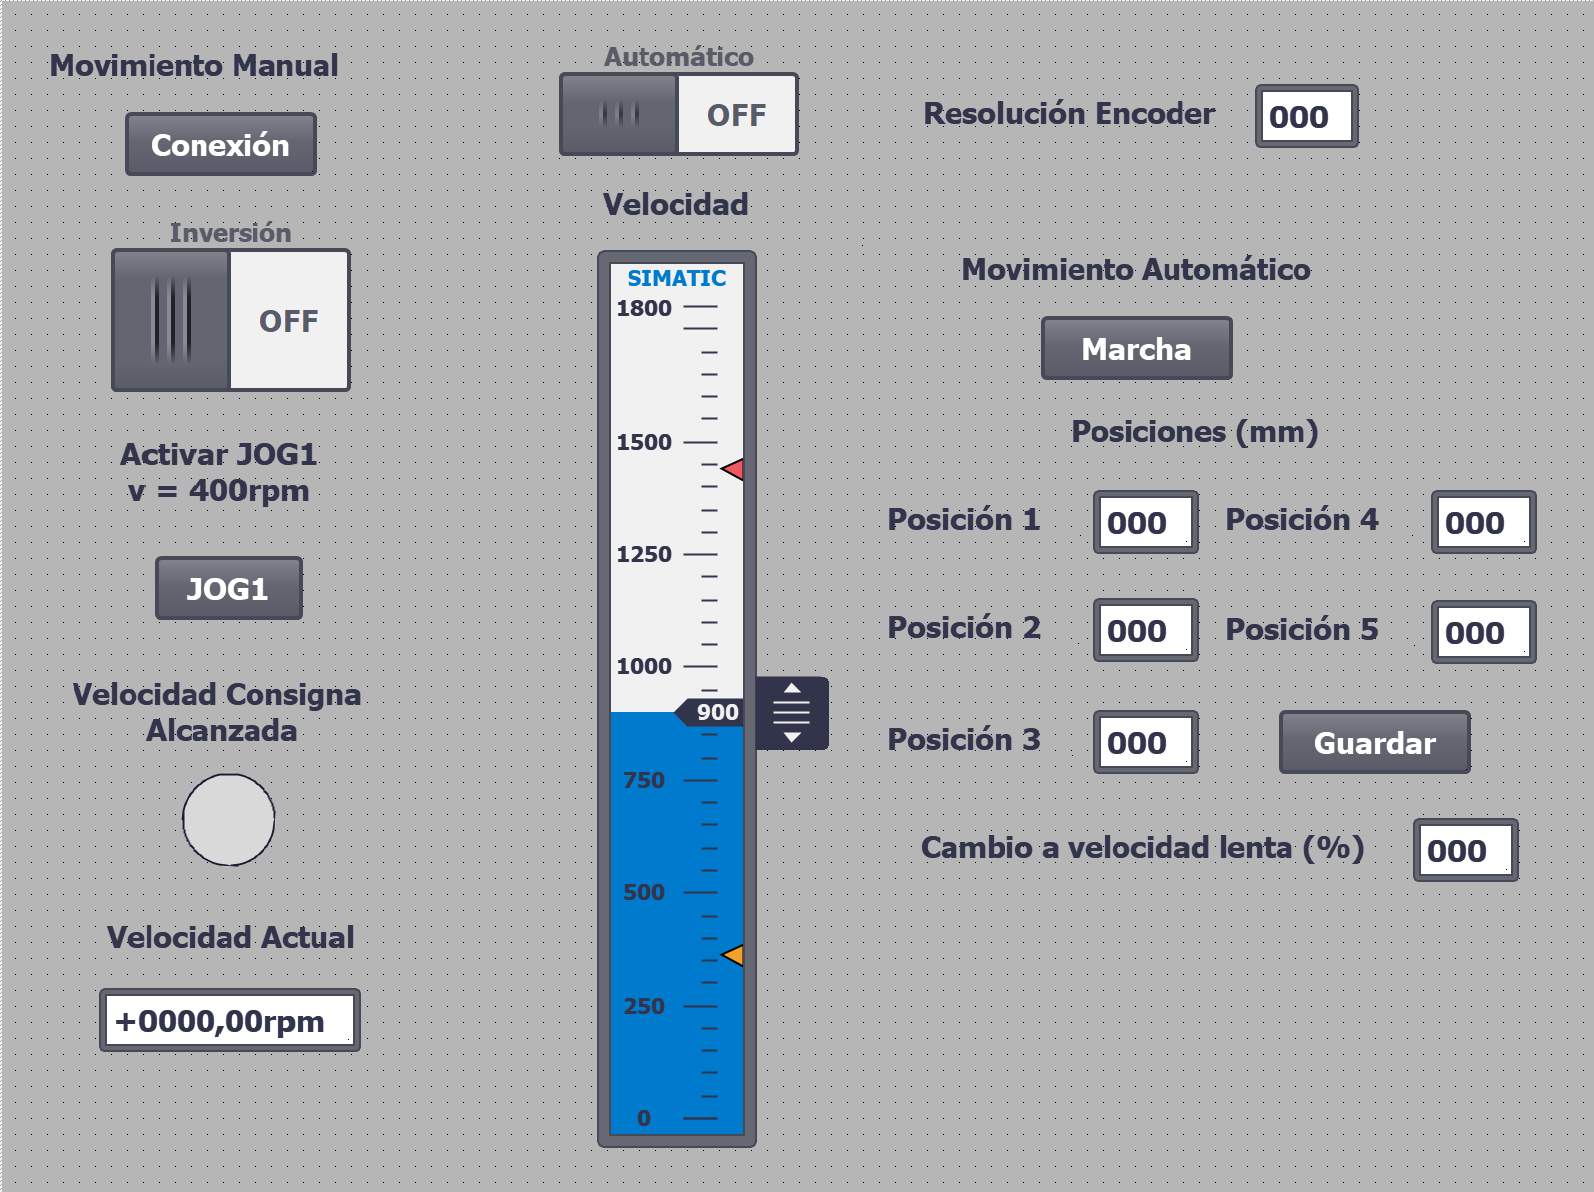 Movimiento Manual
Conexión
Inversión
OFF
Activar JOG1
v = 400rpm
JOG1
Velocidad Consigna
Alcanzada
Velocidad Actual
+0000,00rpm
Automático
OFF
Velocidad
SIMATIC
1800
1500
1250
1000
900
750
500
250
0
Resolución Encoder 000
Movimiento Automático
Marcha
Posiciones (mm)
Posición 1 000 Posición 4 000
Posición 2 000 Posición 5 000
Posición 3 000 Guardar
Cambio a velocidad lenta (%) 000